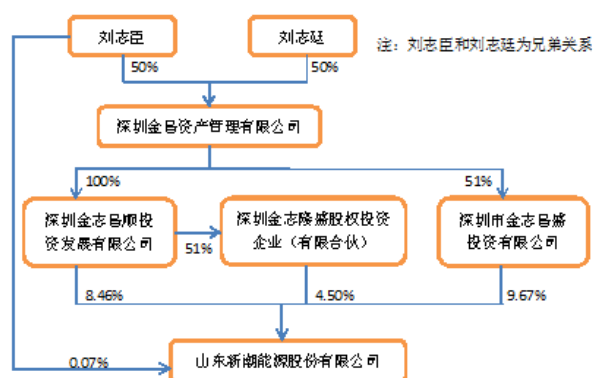 刘志臣
刘志廷
注：刘志臣和刘志廷为兄弟关系
50%
50%
深圳金昌资产管理有限公司
100%
51%
深圳金志昌顺投
资发展有限公司
51%
深圳金志隆盛股权投资
企业（有限合伙）
深圳市金志昌盛
投资有限公司
8.46%
4.50%
9.67%
0.07%
山东新潮能源股份有限公司